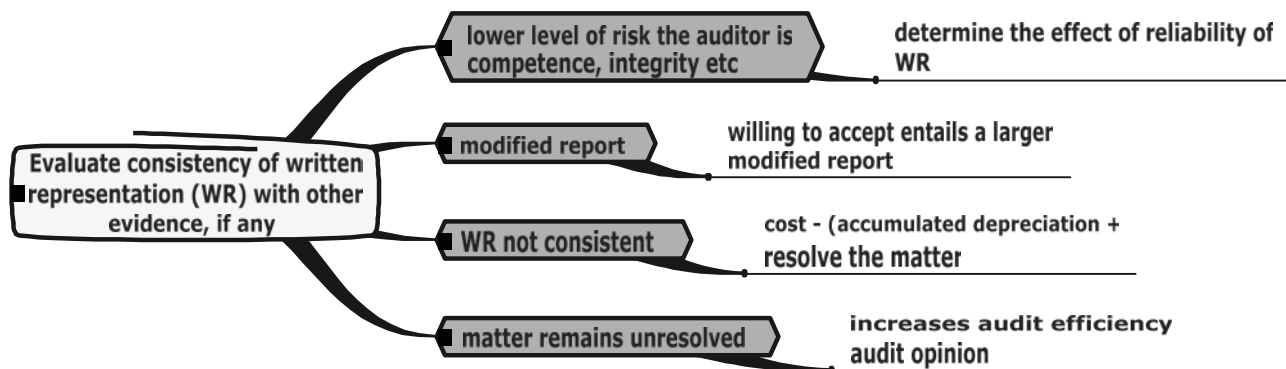 Evaluate consistency of written
representation (WR) with other
evidence, if any
lower level of risk the auditor is
competence, integrity etc
determine the effect of reliability of
WR
modified report
willing to accept entails a larger
modified report
WR not consistent
cost - (accumulated depreciation +
resolve the matter
matter remains unresolved
increases audit efficiency
audit opinion